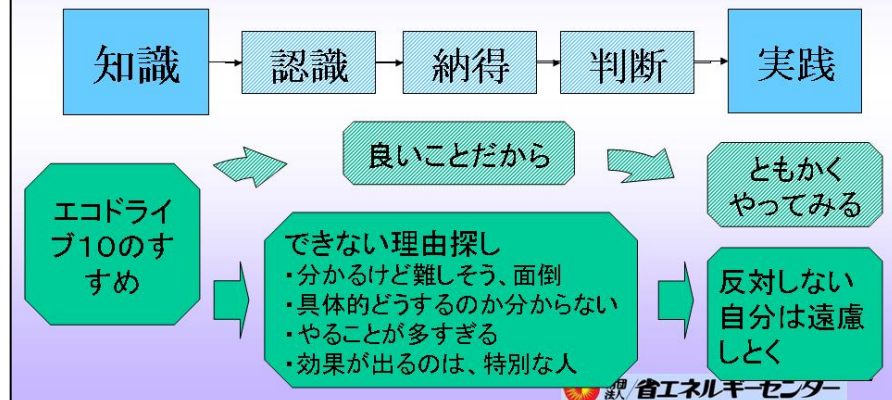 知識
認識
納得
判断
実践
良いことだから
ともかく
やってみる
エコドライ
ブ10のす
すめ
できない理由探し
・分かるけど難しそう、面倒
・具体的どうするのか分からない
・やることが多すぎる
・効果が出るのは、特別な人
反対しない
自分は遠慮
しとく
省エネルギーセンター